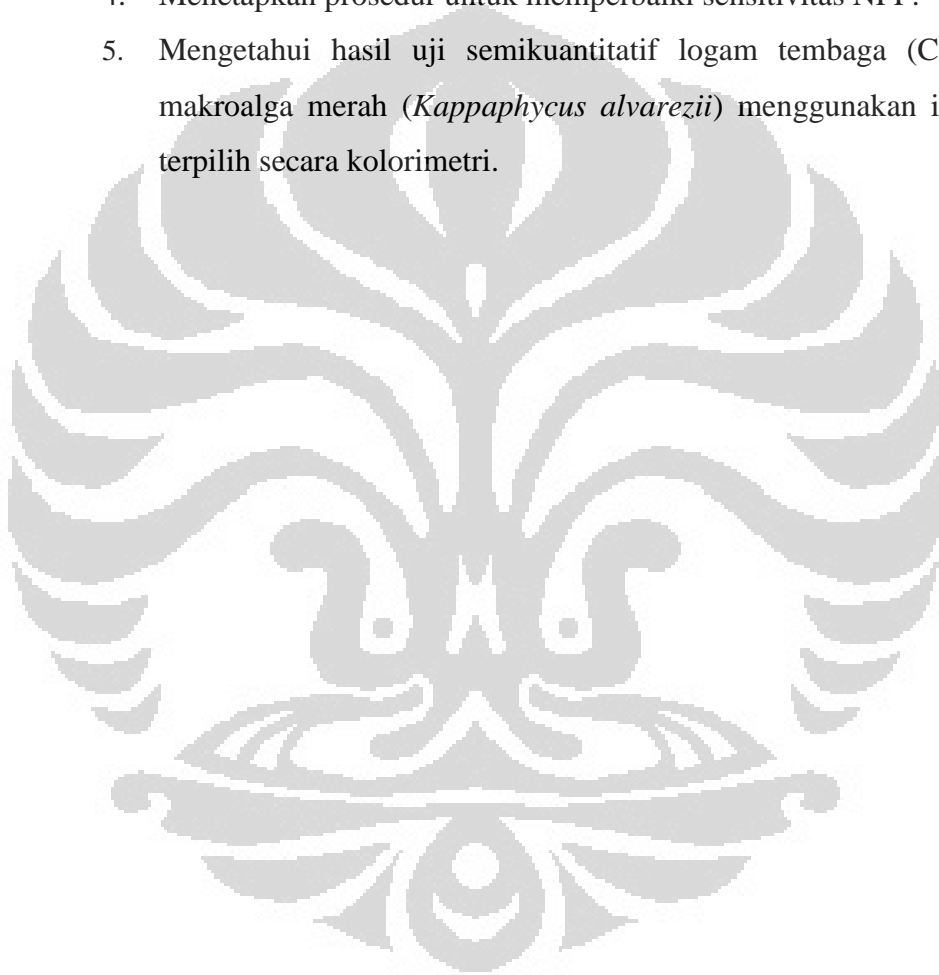 4. Menetapkan prosedur untuk memperbaiki sensitivitas
5. Mengetahui hasil uji semikuantitatif logam tembaga (C
makroalga merah (Kappaphycus alvarezii) menggunakan i
terpilih secara kolorimetri.